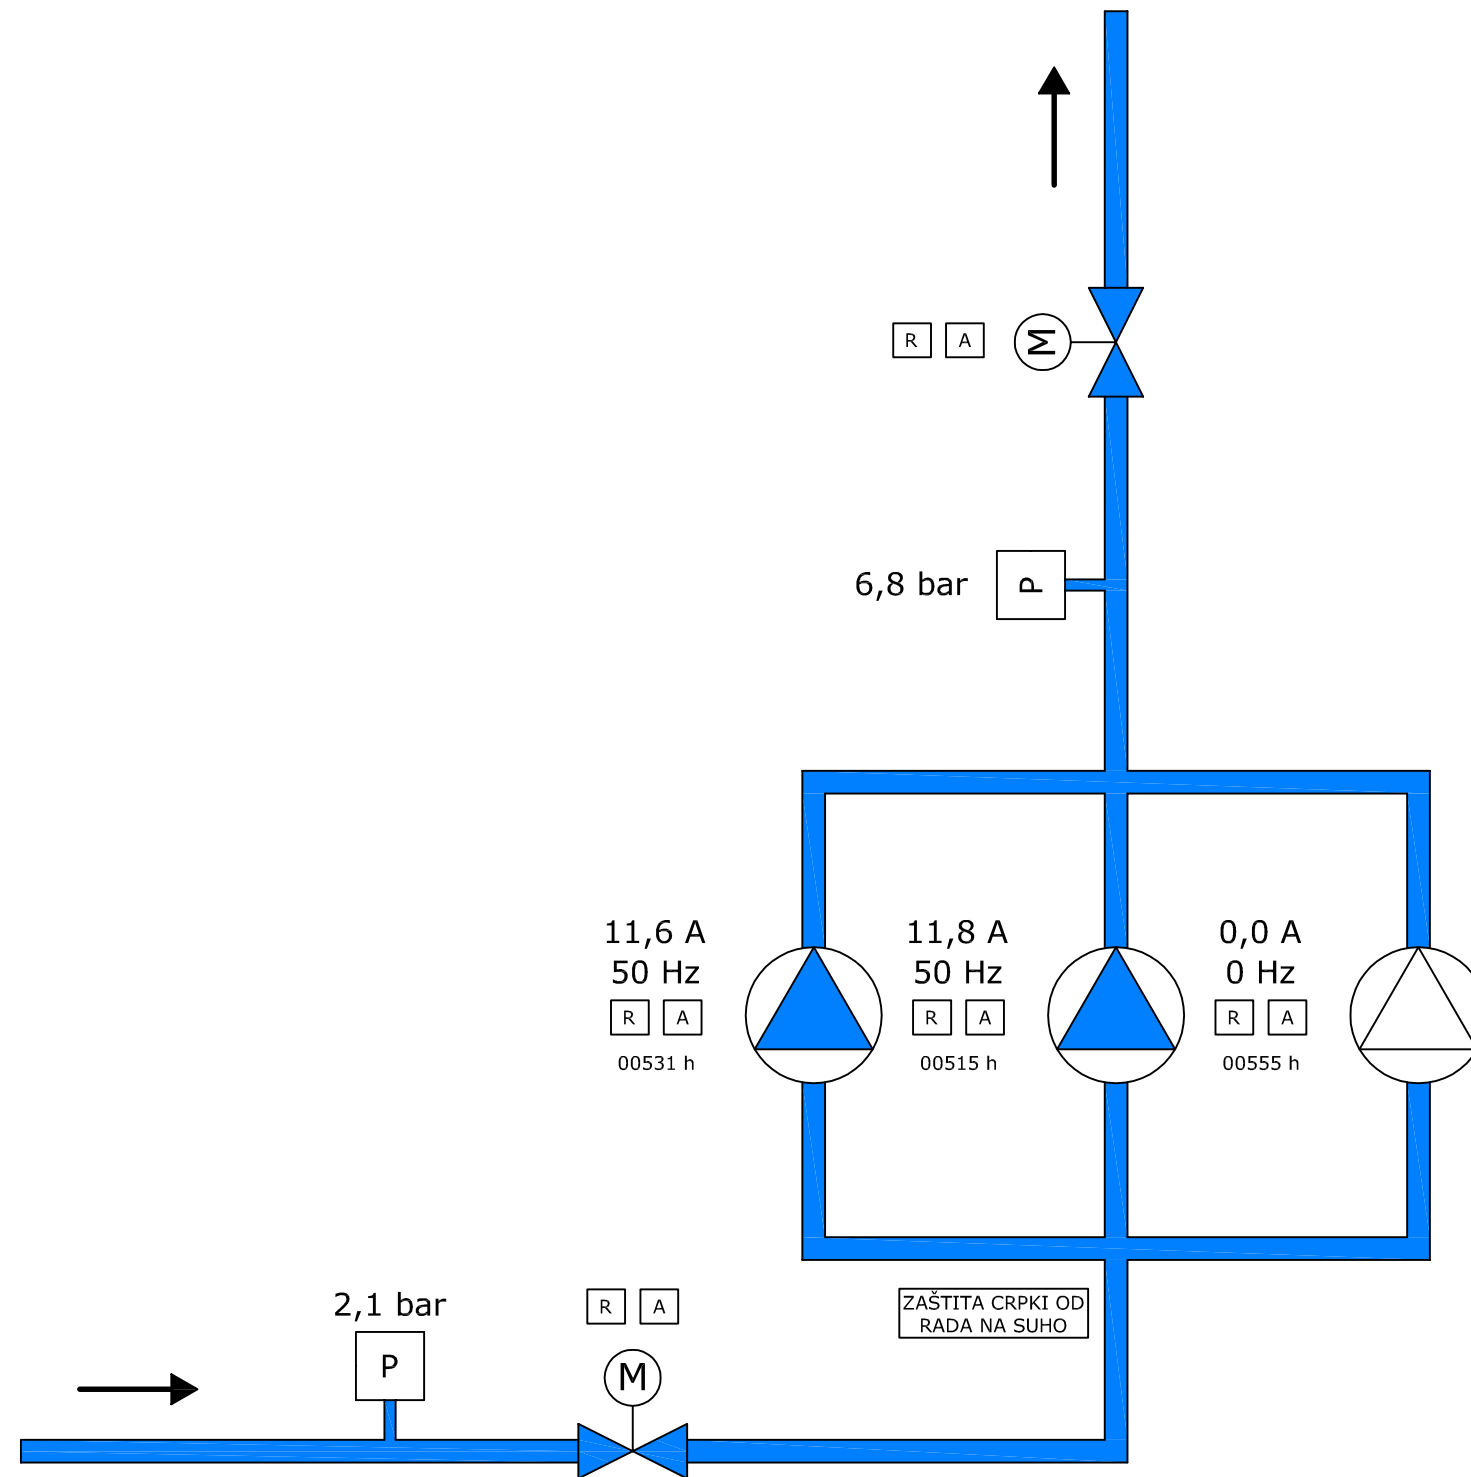 R A M
6,8 bar P
11,6 A
50 Hz
R A
00531 h
11,8 A
50 Hz
R A
00515 h
0,0 A
0 Hz
R A
00555 h
2,1 bar
P
R A
M
ZAŠTITA CRPKI OD
RADA NA SUHO